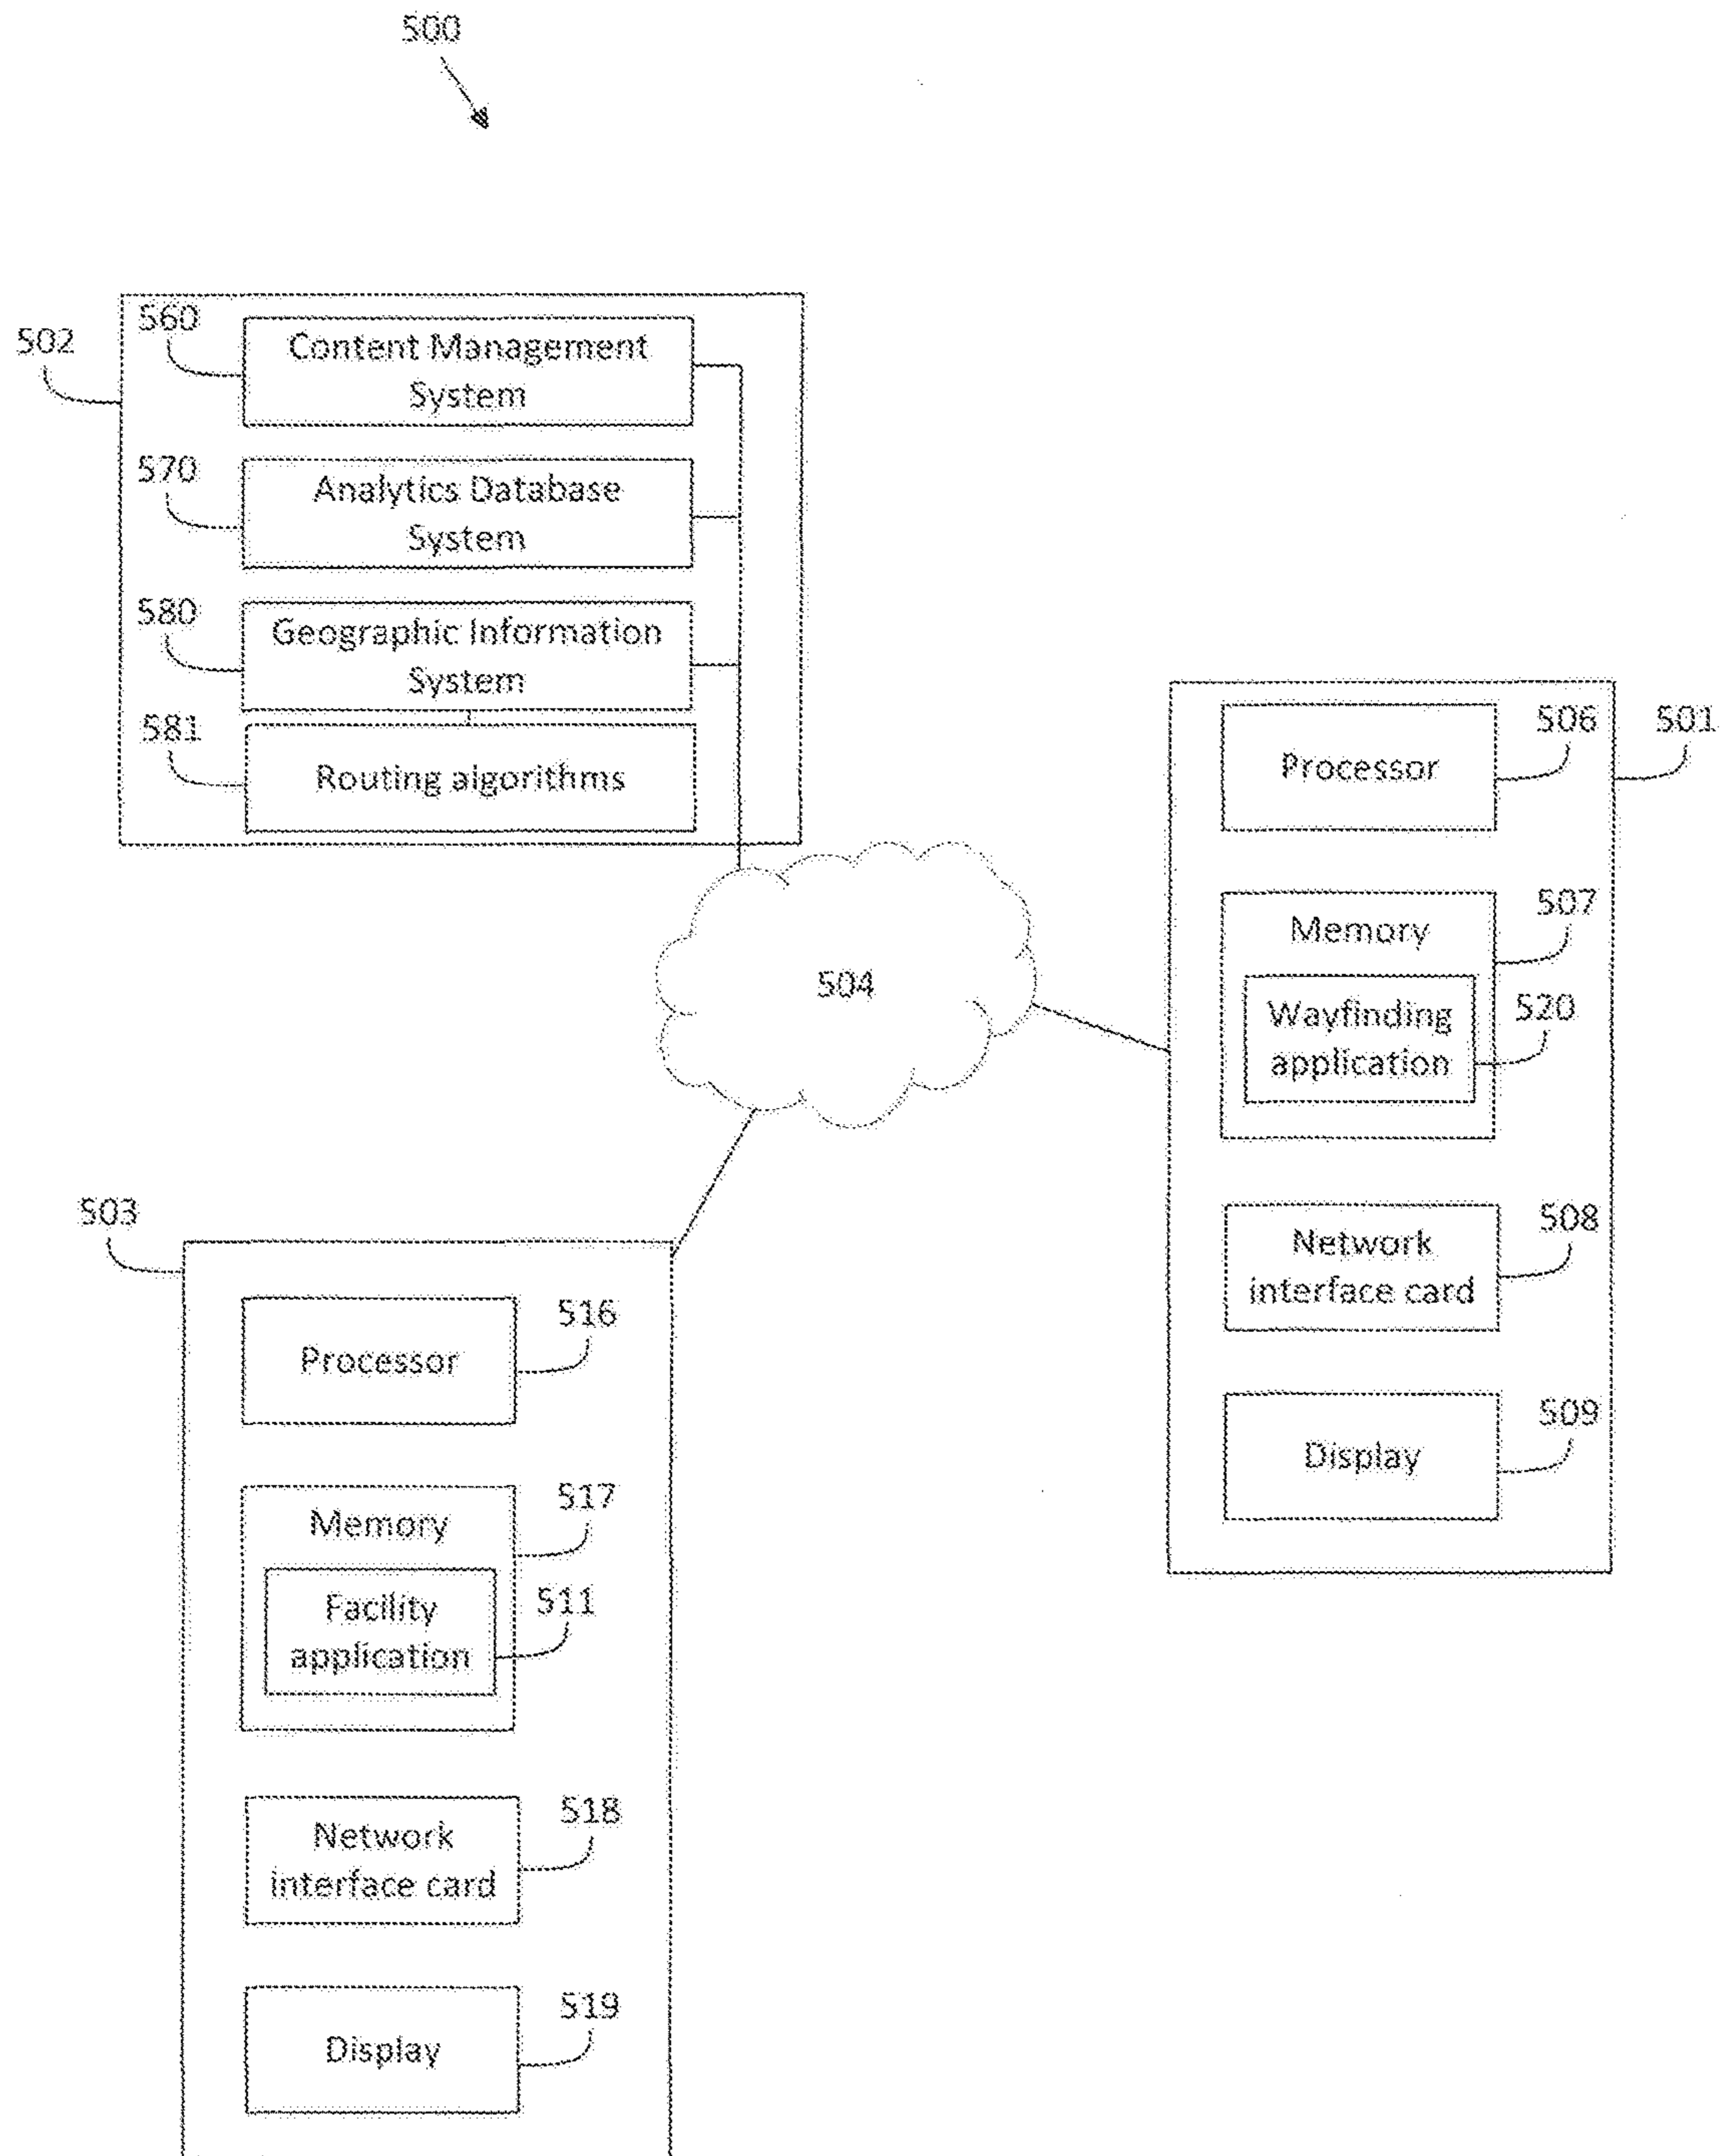 500
502
560
Content Management
System
570
Analytics Database
System
580
Geographic Information
System
581
Routing algorithms
504
506
501
Processor
507
Memory
520
Wayfinding
application
508
Network
interface card
509
Display
503
516
Processor
517
Memory
511
Facility
application
518
Network
interface card
519
Display